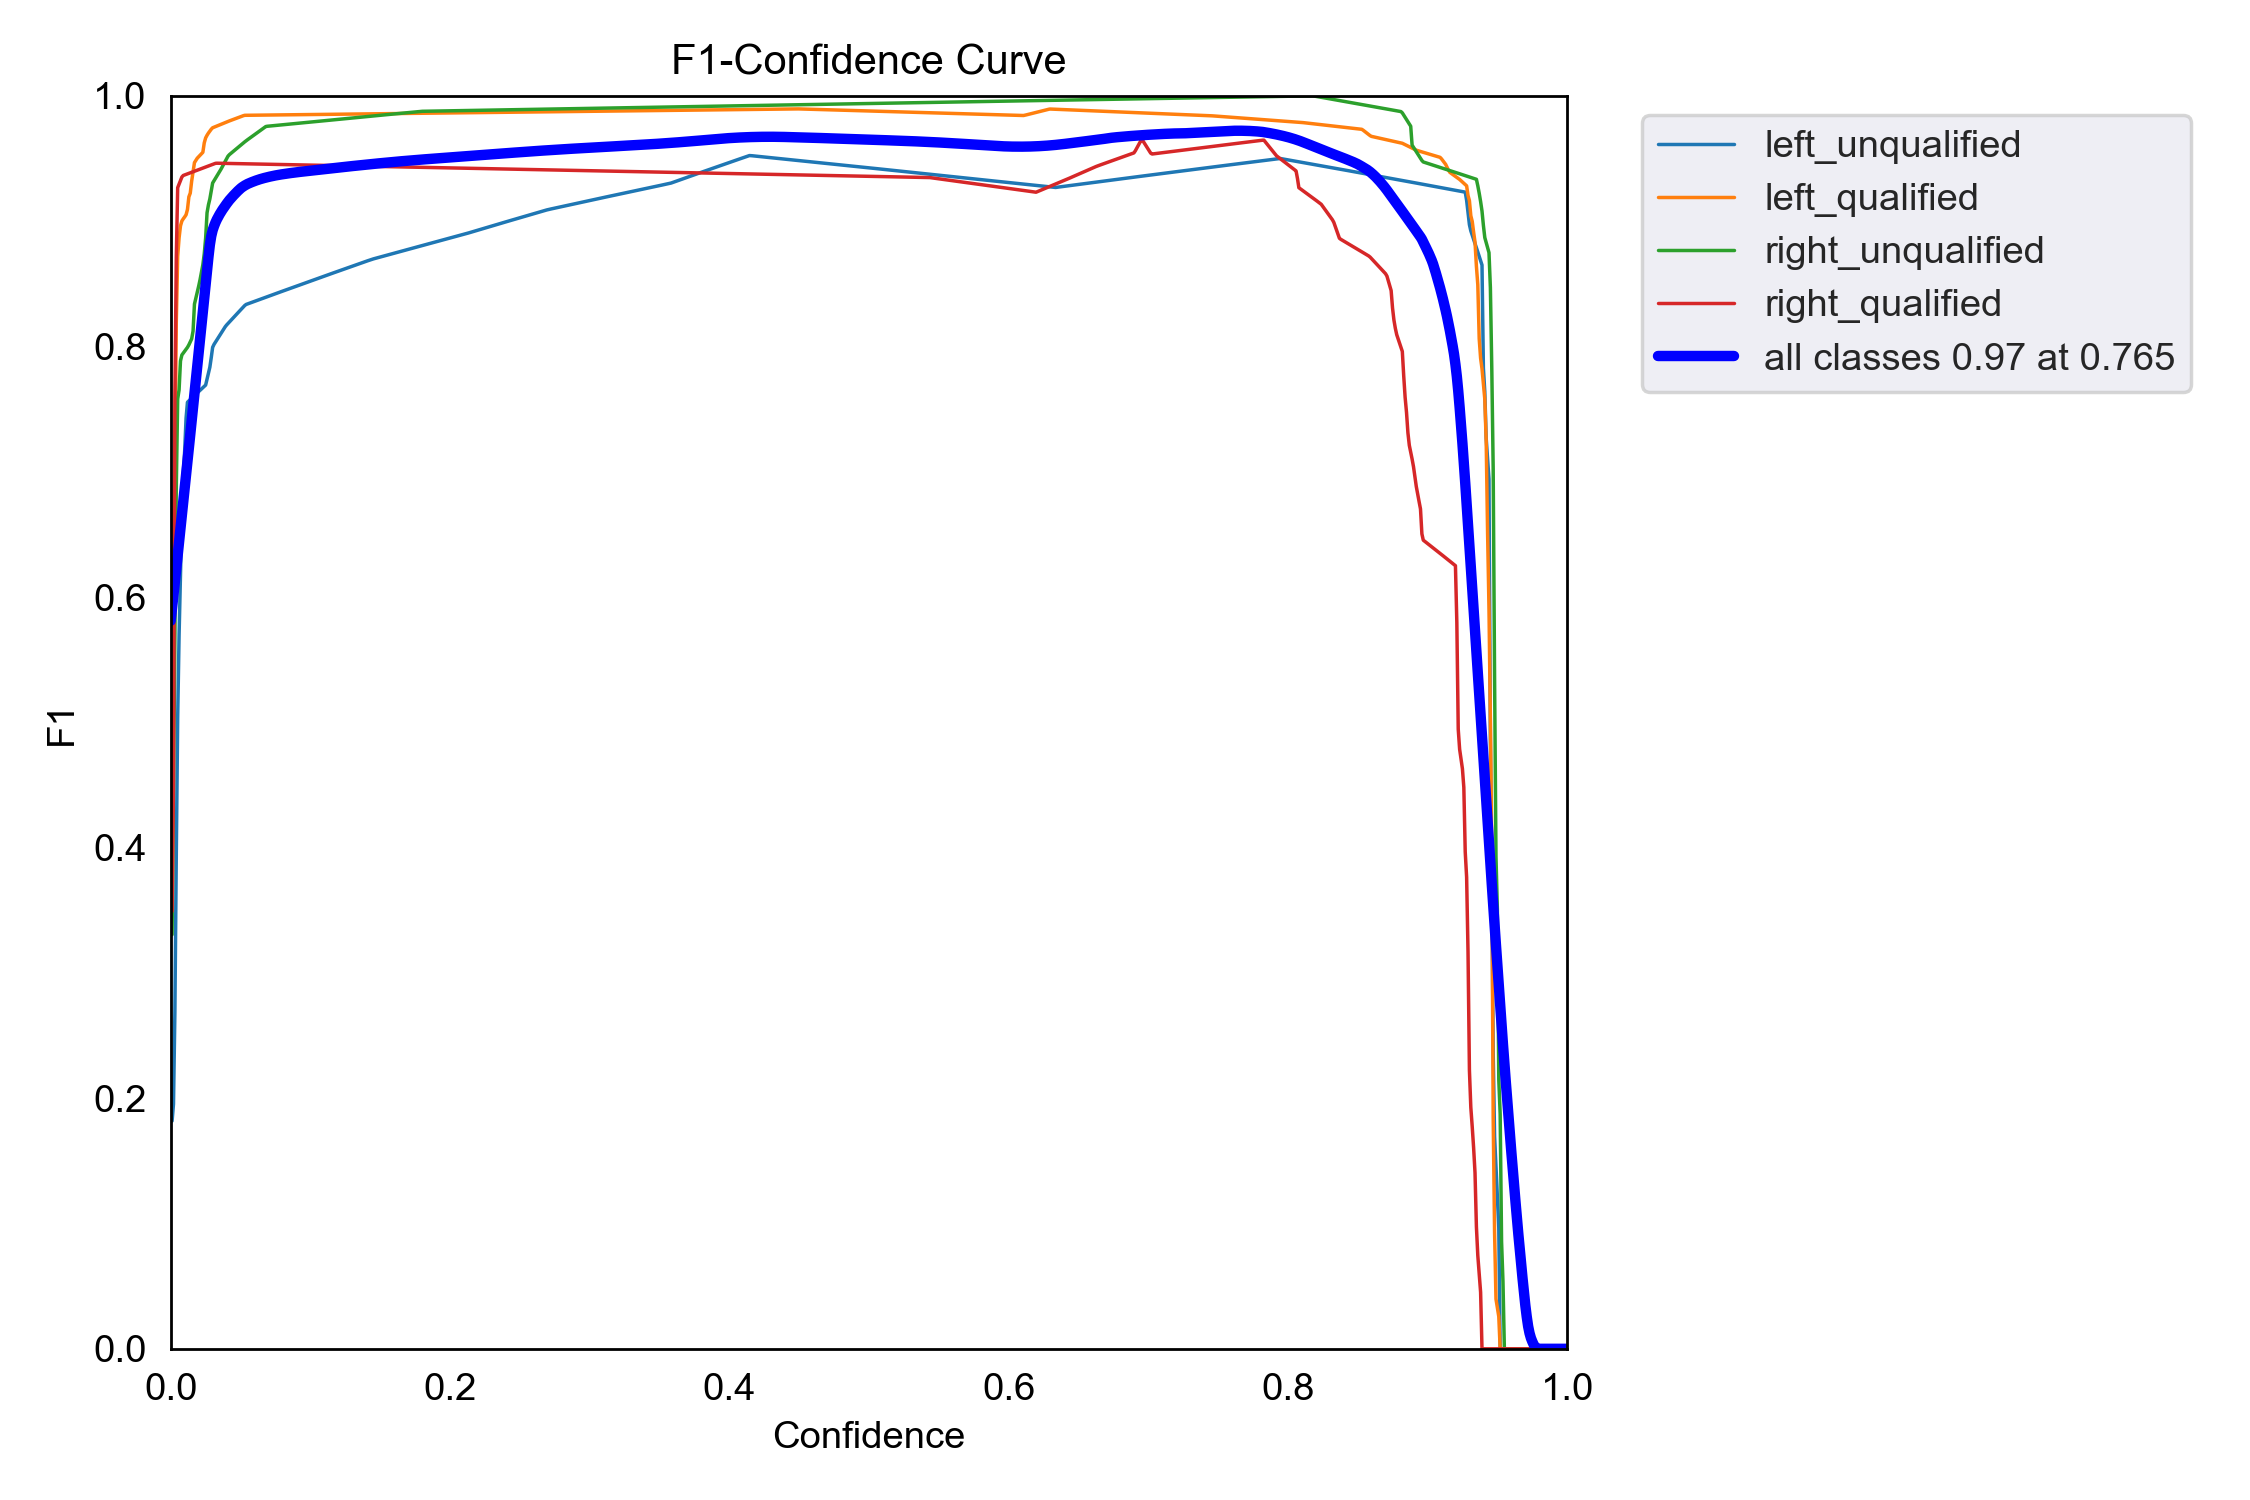 F1-Confidence Curve
1.0
0.8
0.6
0.4
0.2
0.0
F1
0.0 0.2 0.4 0.6 0.8 1.0
Confidence
left_unqualified
left_qualified
right_unqualified
right_qualified
all classes 0.97 at 0.765